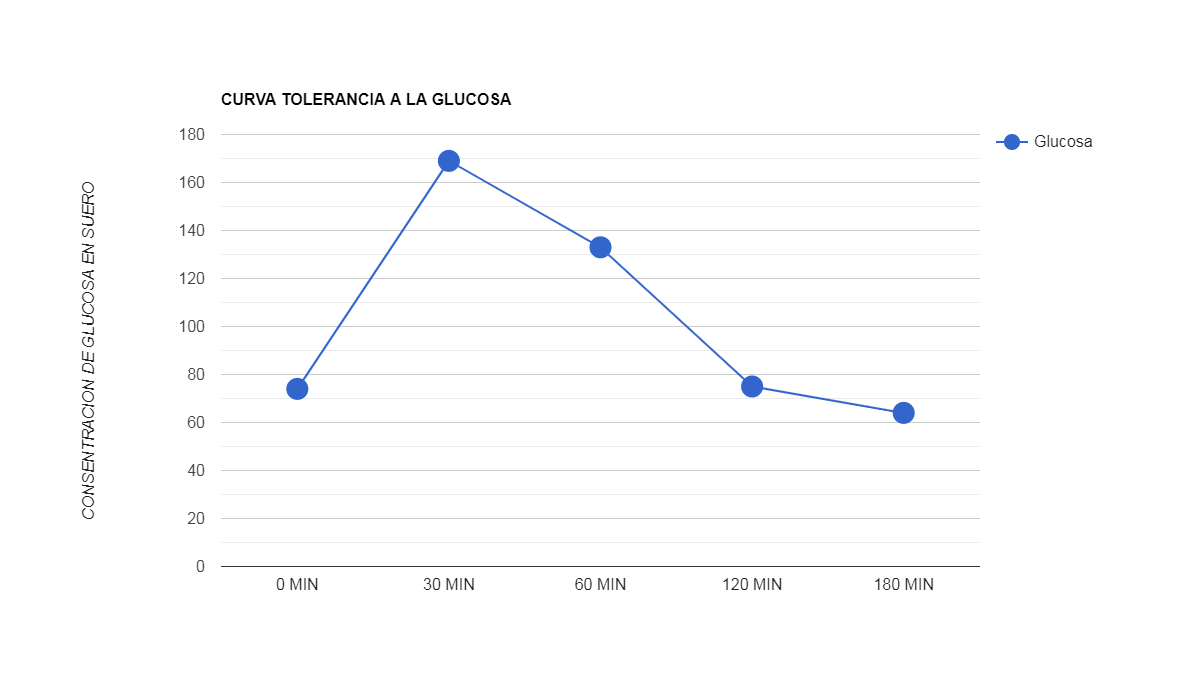 CURVA TOLERANCIA A LA GLUCOSA
Glucosa
CONSENTRACION DE GLUCOSA EN SUERO
180
160
140
120
100
80
60
40
20
0
0 MIN
30 MIN
60 MIN
120 MIN
180 MIN